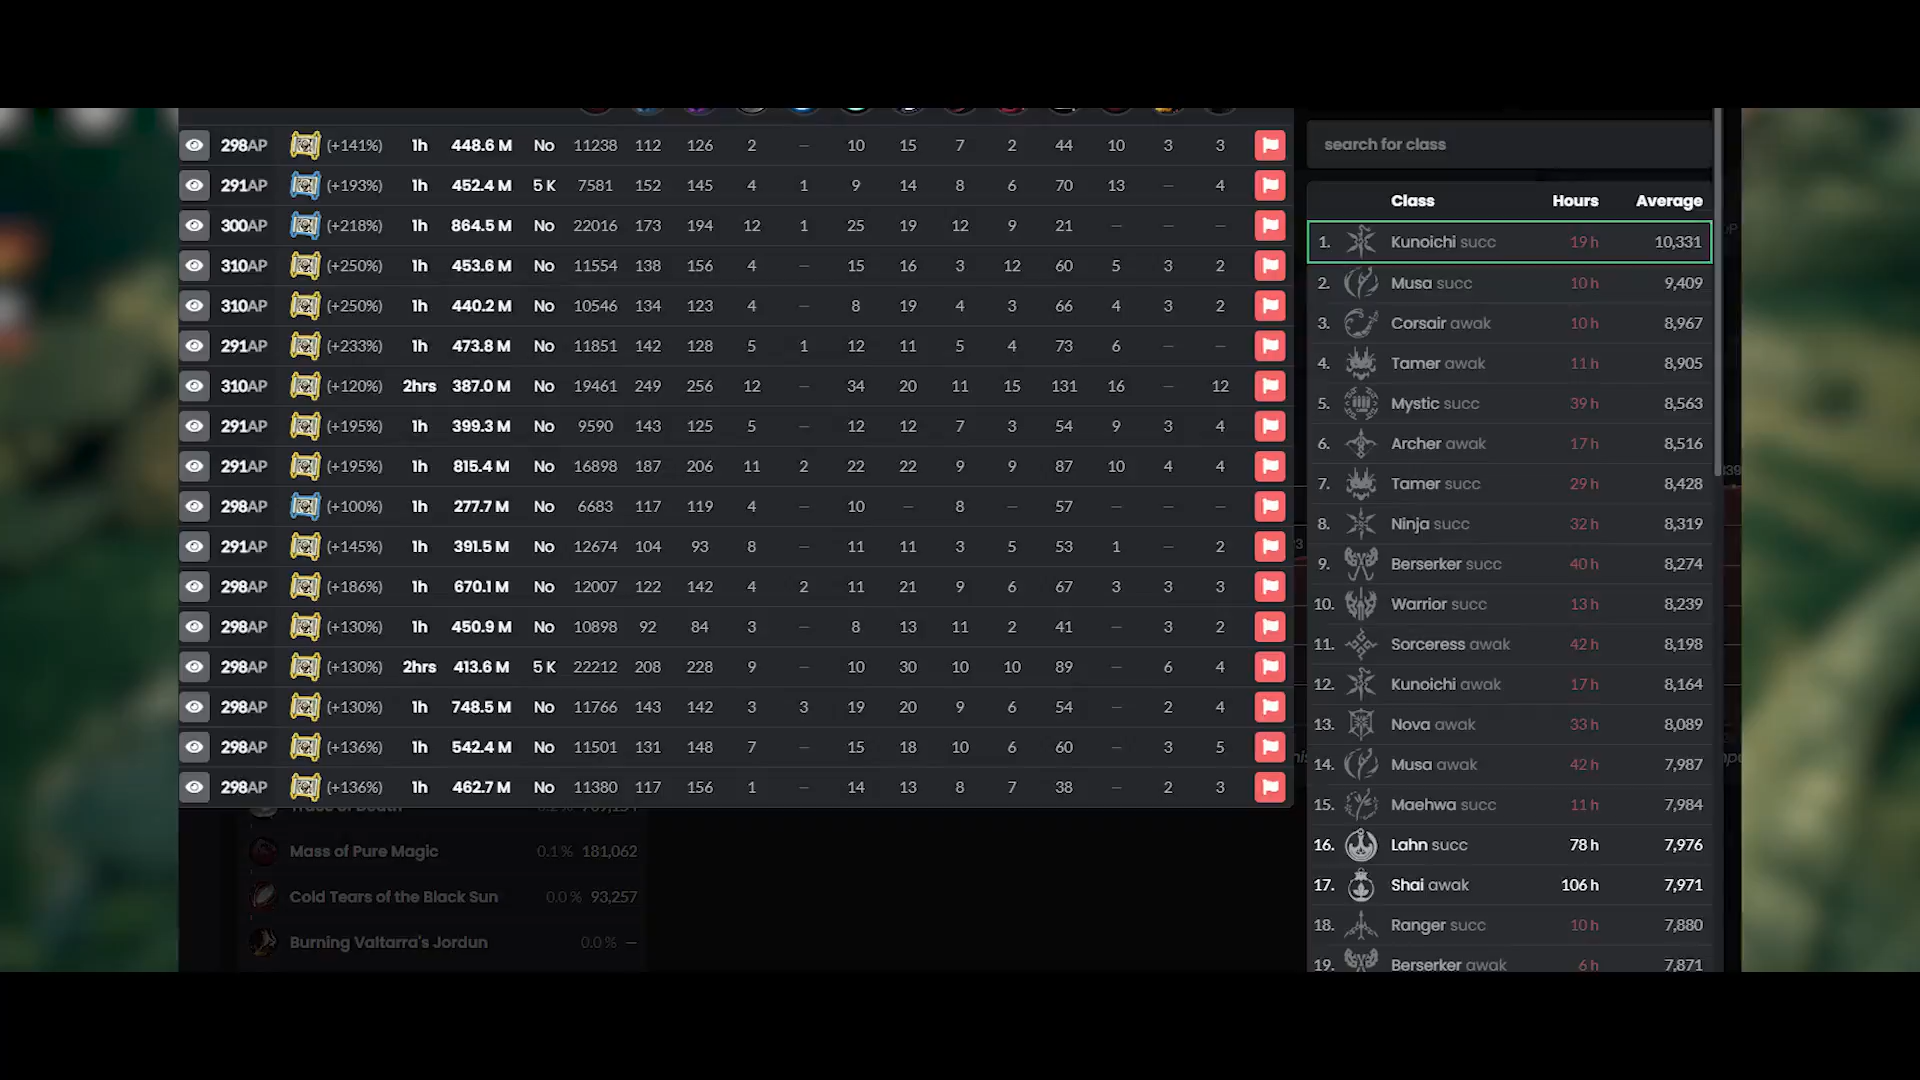 298AP (+141%) 1h 448.6 M No 11238 112 126 2 – 10 15 7 2 44 10 3 3
291AP (+193%) 1h 452.4 M 5 K 7581 152 145 4 1 9 14 8 6 70 13 – 4
300AP (+218%) 1h 864.5 M No 22016 173 194 12 1 25 19 12 9 21 – – –
310AP (+250%) 1h 453.6 M No 11554 138 156 4 – 15 16 3 12 60 5 3 2
310AP (+250%) 1h 440.2 M No 10546 134 123 4 – 8 19 4 3 66 4 3 2
291AP (+233%) 1h 473.8 M No 11851 142 128 5 1 12 11 5 4 73 6 – –
310AP (+120%) 2hrs 387.0 M No 19461 249 256 12 – 34 20 11 15 131 16 – 12
291AP (+195%) 1h 399.3 M No 9590 143 125 5 – 12 12 7 3 54 9 3 4
291AP (+195%) 1h 815.4 M No 16898 187 206 11 2 22 22 9 9 87 10 4 4
298AP (+100%) 1h 277.7 M No 6683 117 119 4 – 10 – 8 – 57 – – –
291AP (+145%) 1h 391.5 M No 12674 104 93 8 – 11 11 3 5 53 1 – 2
298AP (+186%) 1h 670.1 M No 12007 122 142 4 2 11 21 9 6 67 3 3 3
298AP (+130%) 1h 450.9 M No 10898 92 84 3 – 8 13 11 2 41 – 3 2
298AP (+130%) 2hrs 413.6 M 5 K 22212 208 228 9 – 10 30 10 10 89 – 6 4
298AP (+130%) 1h 748.5 M No 11766 143 142 3 3 19 20 9 6 54 – 2 4
298AP (+136%) 1h 542.4 M No 11501 131 148 7 – 15 18 10 6 60 – 3 5
298AP (+136%) 1h 462.7 M No 11380 117 156 1 – 14 13 8 7 38 – 2 3
Mass of Pure Magic 0.1 % 181,062
Cold Tears of the Black Sun 0.0 % 93,257
Burning Valtarra's Jordun 0.0 % –
search for class
Class Hours Average
1. Kunoichi succ 19 h 10,331
2. Musa succ 10 h 9,409
3. Corsair awak 10 h 8,967
4. Tamer awak 11 h 8,905
5. Mystic succ 39 h 8,563
6. Archer awak 17 h 8,516
7. Tamer succ 29 h 8,428
8. Ninja succ 32 h 8,319
9. Berserker succ 40 h 8,274
10. Warrior succ 13 h 8,239
11. Sorceress awak 42 h 8,198
12. Kunoichi awak 17 h 8,164
13. Nova awak 33 h 8,089
14. Musa awak 42 h 7,987
15. Maehwa succ 11 h 7,984
16. Lahn succ 78 h 7,976
17. Shai awak 106 h 7,971
18. Ranger succ 10 h 7,880
19. Berserker awak 6 h 7,871